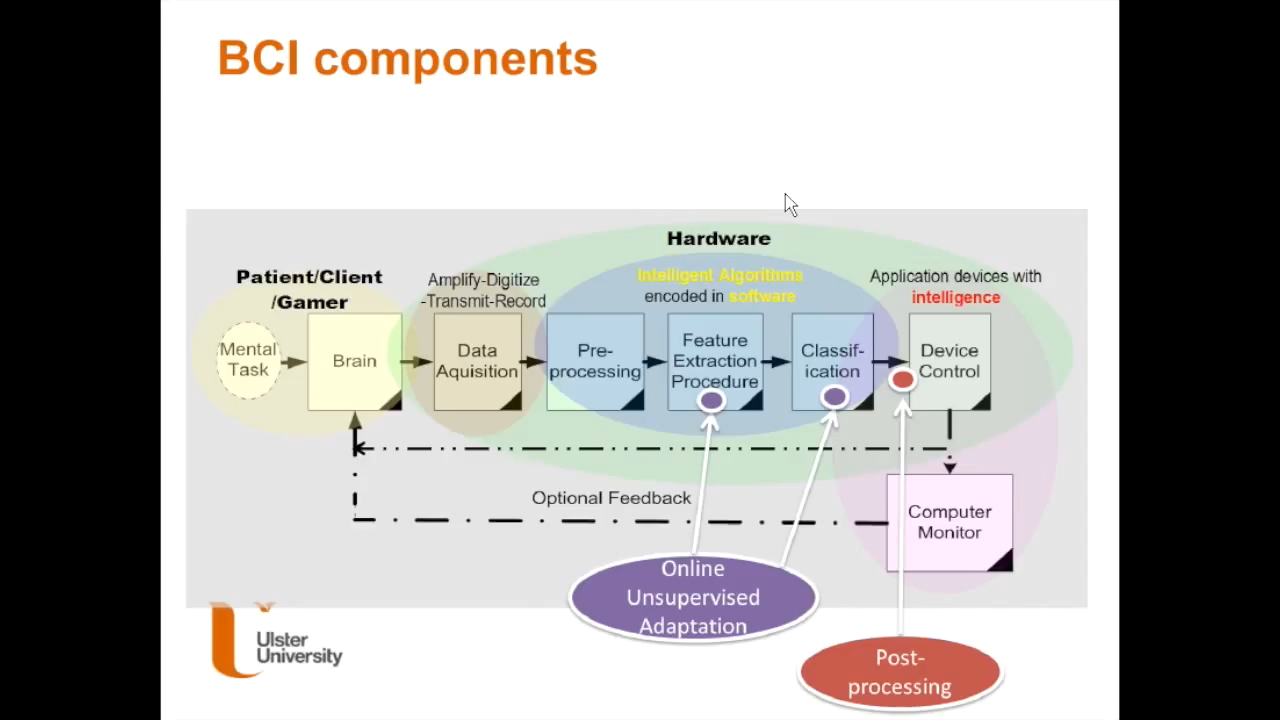 BCI components
Hardware
Patient/Client
/Gamer
Amplify-Digitize
-Transmit-Record
Intelligent Algorithms
encoded in software
Application devices with
intelligence
Mental
Task
Brain
Data
Aquisition
Pre-
processing
Feature
Extraction
Procedure
Classif-
ication
Device
Control
Optional Feedback
Computer
Monitor
Online
Unsupervised
Adaptation
Post-
processing
Ulster
University